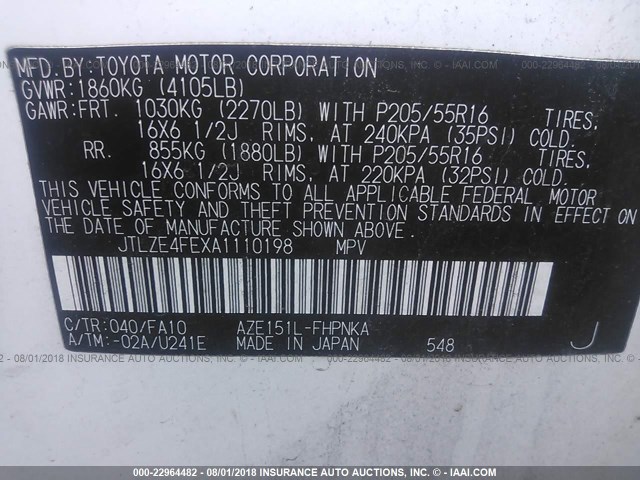 MFD.BY:TOYOTA MOTOR CORPORATION
GVWR:1860KG (4105LB)
GAWR:FRT. 1030KG (2270LB) WITH P205/55R16 TIRES,
16X6 1/2J RIMS, AT 240KPA (35PSI) COLD.
RR. 855KG (1880LB) WITH P205/55R16 TIRES,
16X6 1/2J RIMS, AT 220KPA (32PSI) COLD.
THIS VEHICLE CONFORMS TO ALL APPLICABLE FEDERAL MOTOR
VEHICLE SAFETY AND THEFT PREVENTION STANDARDS IN EFFECT ON
THE DATE OF MANUFACTURE SHOWN ABOVE.
JTLZE4FEXA1110198 MPV
C/TR:040/FA10 AZE151L-FHPNKA
A/TM:-02A/U241E MADE IN JAPAN 548 J
000-22964482 - 08/01/2018 INSURANCE AUTO AUCTIONS, INC. - © IAAI.COM